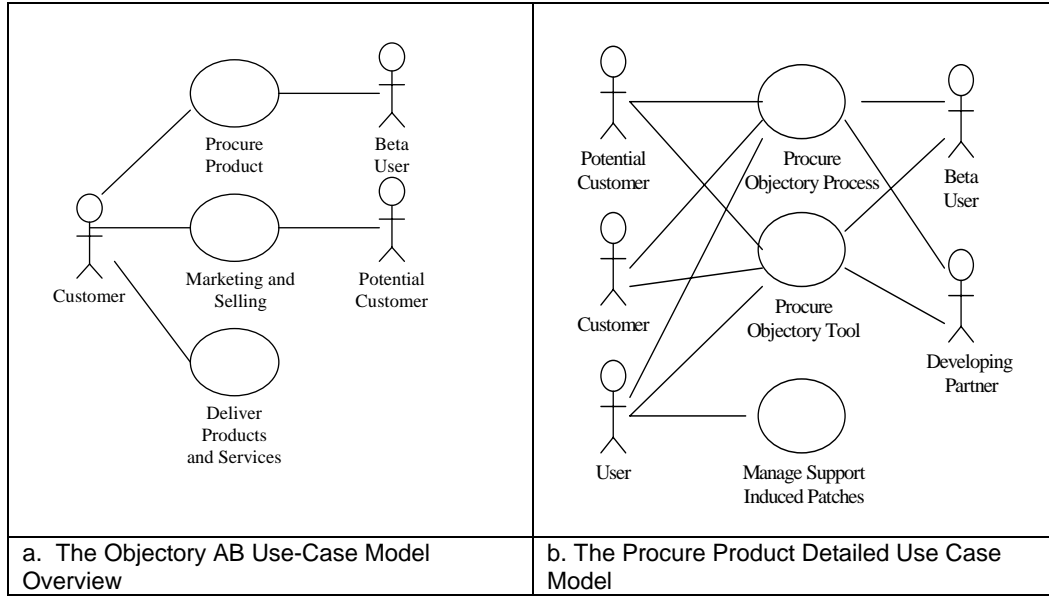 Procure
Product
Beta
User
Customer
Marketing and
Selling
Potential
Customer
Deliver
Products
and Services
a. The Objectory AB Use-Case Model
Overview
Potential
Customer
Procure
Objectory Process
Beta
User
Customer
Procure
Objectory Tool
Developing
Partner
User
Manage Support
Induced Patches
b. The Procure Product Detailed Use Case
Model